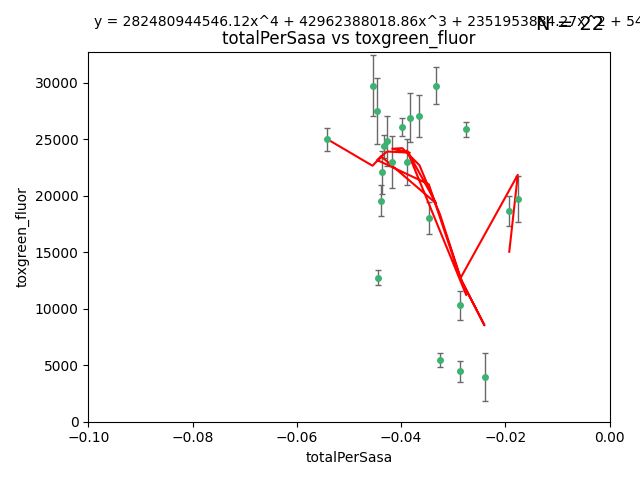 y = 282480944546.12x^4 + 42962388018.86x^3 + 2351953884.27x^2 + 54
N = 22
totalPerSasa vs toxgreen_fluor
toxgreen_fluor
30000
25000
20000
15000
10000
5000
0
−0.10 −0.08 −0.06 −0.04 −0.02 0.00
totalPerSasa